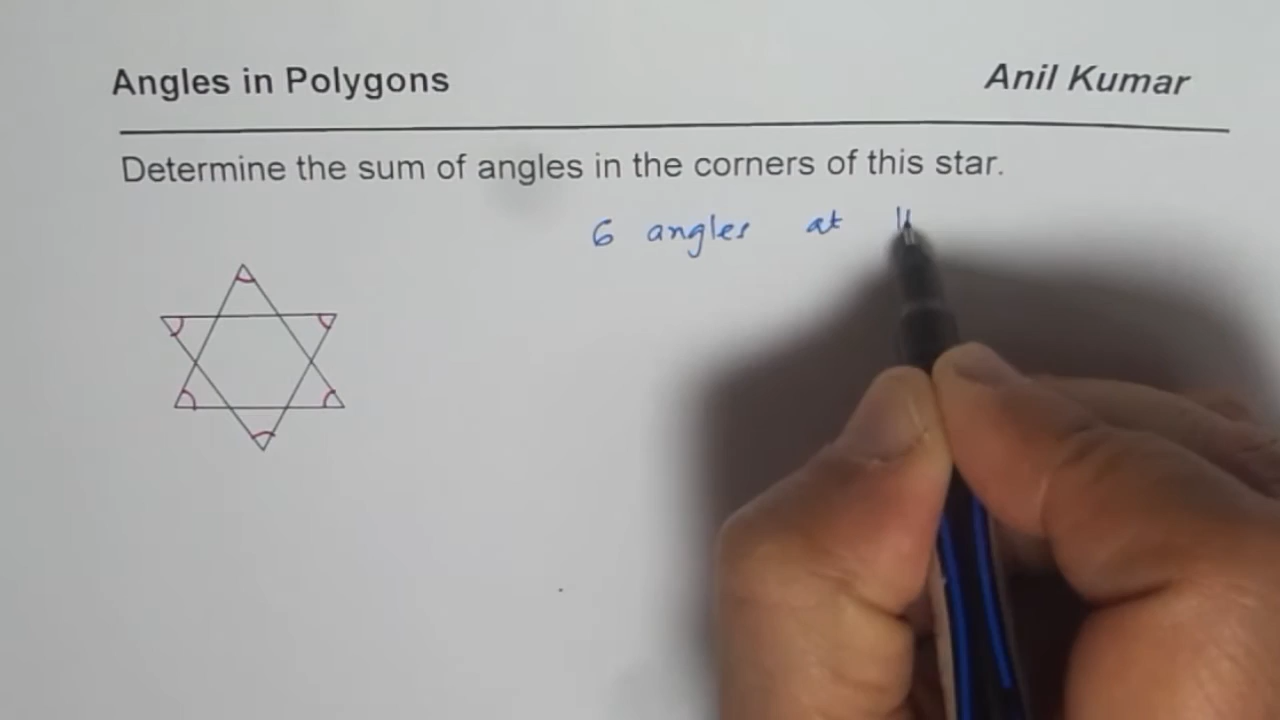 Angles in Polygons
Anil Kumar
Determine the sum of angles in the corners of this star.
6 angles at